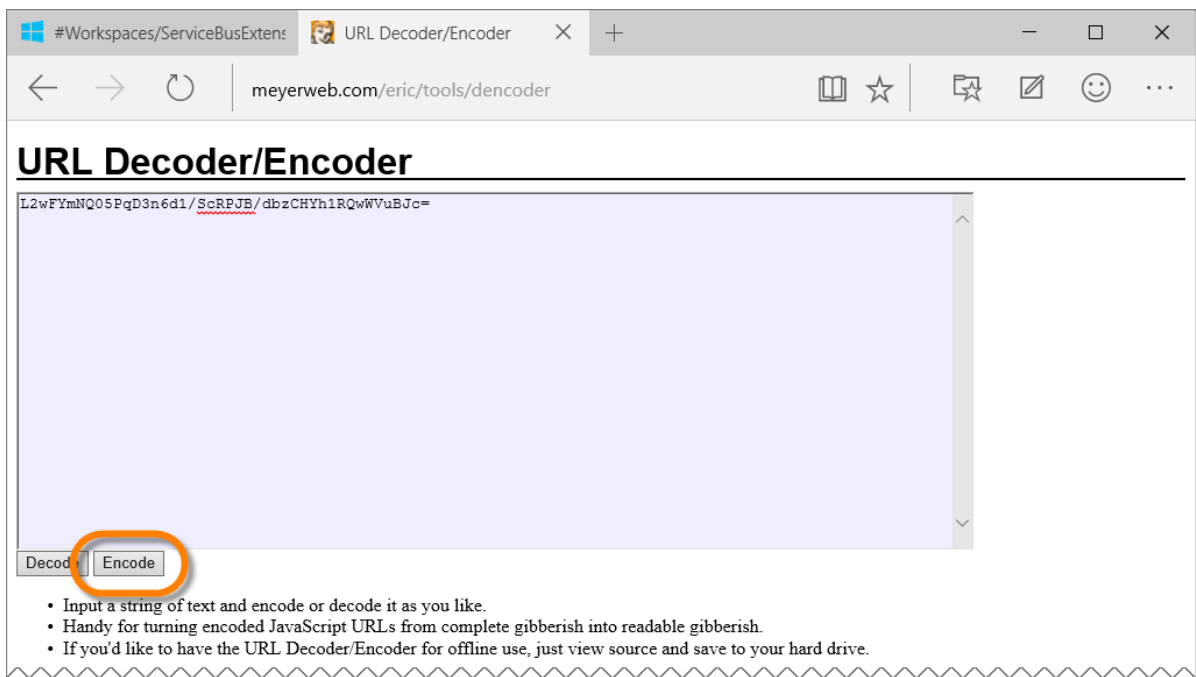 #Workspaces/ServiceBusExtens
URL Decoder/Encoder
meyerweb.com/eric/tools/dencoder
URL Decoder/Encoder
L2wFYmNQ05PqD3n6d1/ScRPJB/dbzCHYh1RQwWVuBJc=
Decode Encode
• Input a string of text and encode or decode it as you like.
• Handy for turning encoded JavaScript URLs from complete gibberish into readable gibberish.
• If you'd like to have the URL Decoder/Encoder for offline use, just view source and save to your hard drive.